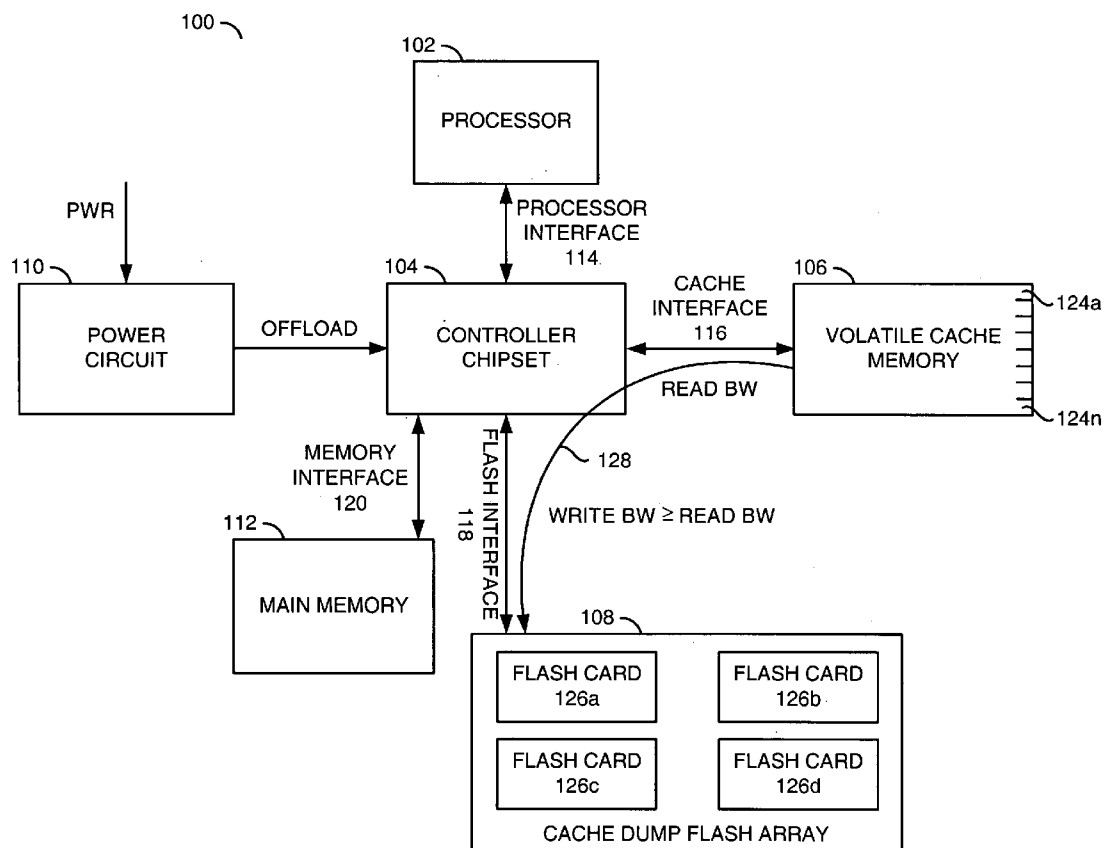 100
102
PROCESSOR
PWR
PROCESSOR
INTERFACE
114
110
POWER
CIRCUIT
OFFLOAD
104
CONTROLLER
CHIPSET
CACHE
INTERFACE
116
106
VOLATILE CACHE
MEMORY
124a
124n
READ BW
128
MEMORY
INTERFACE
120
FLASH INTERFACE
118
WRITE BW ≥ READ BW
112
MAIN MEMORY
108
FLASH CARD
126a
FLASH CARD
126b
FLASH CARD
126c
FLASH CARD
126d
CACHE DUMP FLASH ARRAY